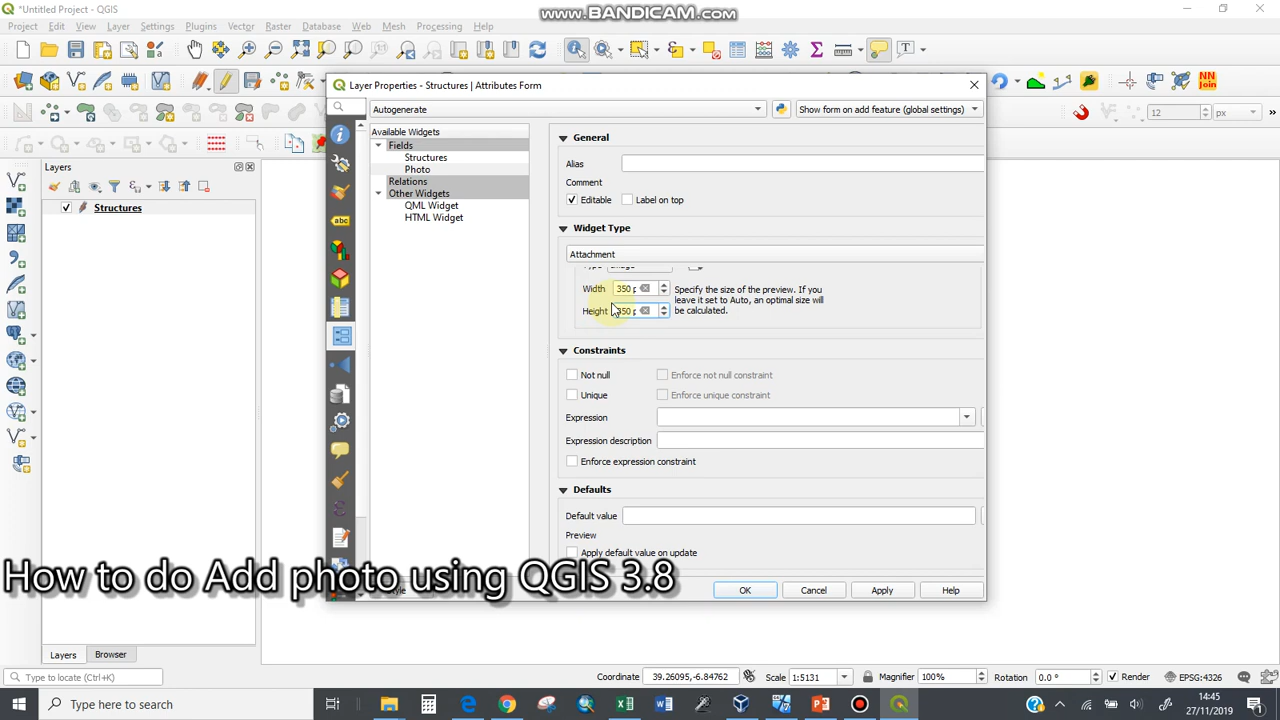 *Untitled Project - QGIS
www.BANDICAM.com
Project Edit View Layer Settings Plugins Vector Raster Database Web Mesh Processing Help
NN
Join
12
px
Layers
Structures
Layer Properties - Structures | Attributes Form
Autogenerate
Show form on add feature (global settings)
Available Widgets
Fields
Structures
Photo
Relations
Other Widgets
QML Widget
HTML Widget
abc
General
Alias
Comment
Editable
Label on top
Widget Type
Attachment
Width 350 p
Specify the size of the preview. If you
leave it set to Auto, an optimal size will
be calculated.
Height 350 p
Constraints
Not null
Enforce not null constraint
Unique
Enforce unique constraint
Expression
Expression description
Enforce expression constraint
Defaults
Default value
Preview
Apply default value on update
OK
Cancel
Apply
Help
How to do Add photo using QGIS 3.8
Layers
Browser
Type to locate (Ctrl+K)
Coordinate 39.26095,-6.84762
Scale 1:5131
Magnifier 100%
Rotation 0.0 °
Render
EPSG:4326
Type here to search
14:45
27/11/2019